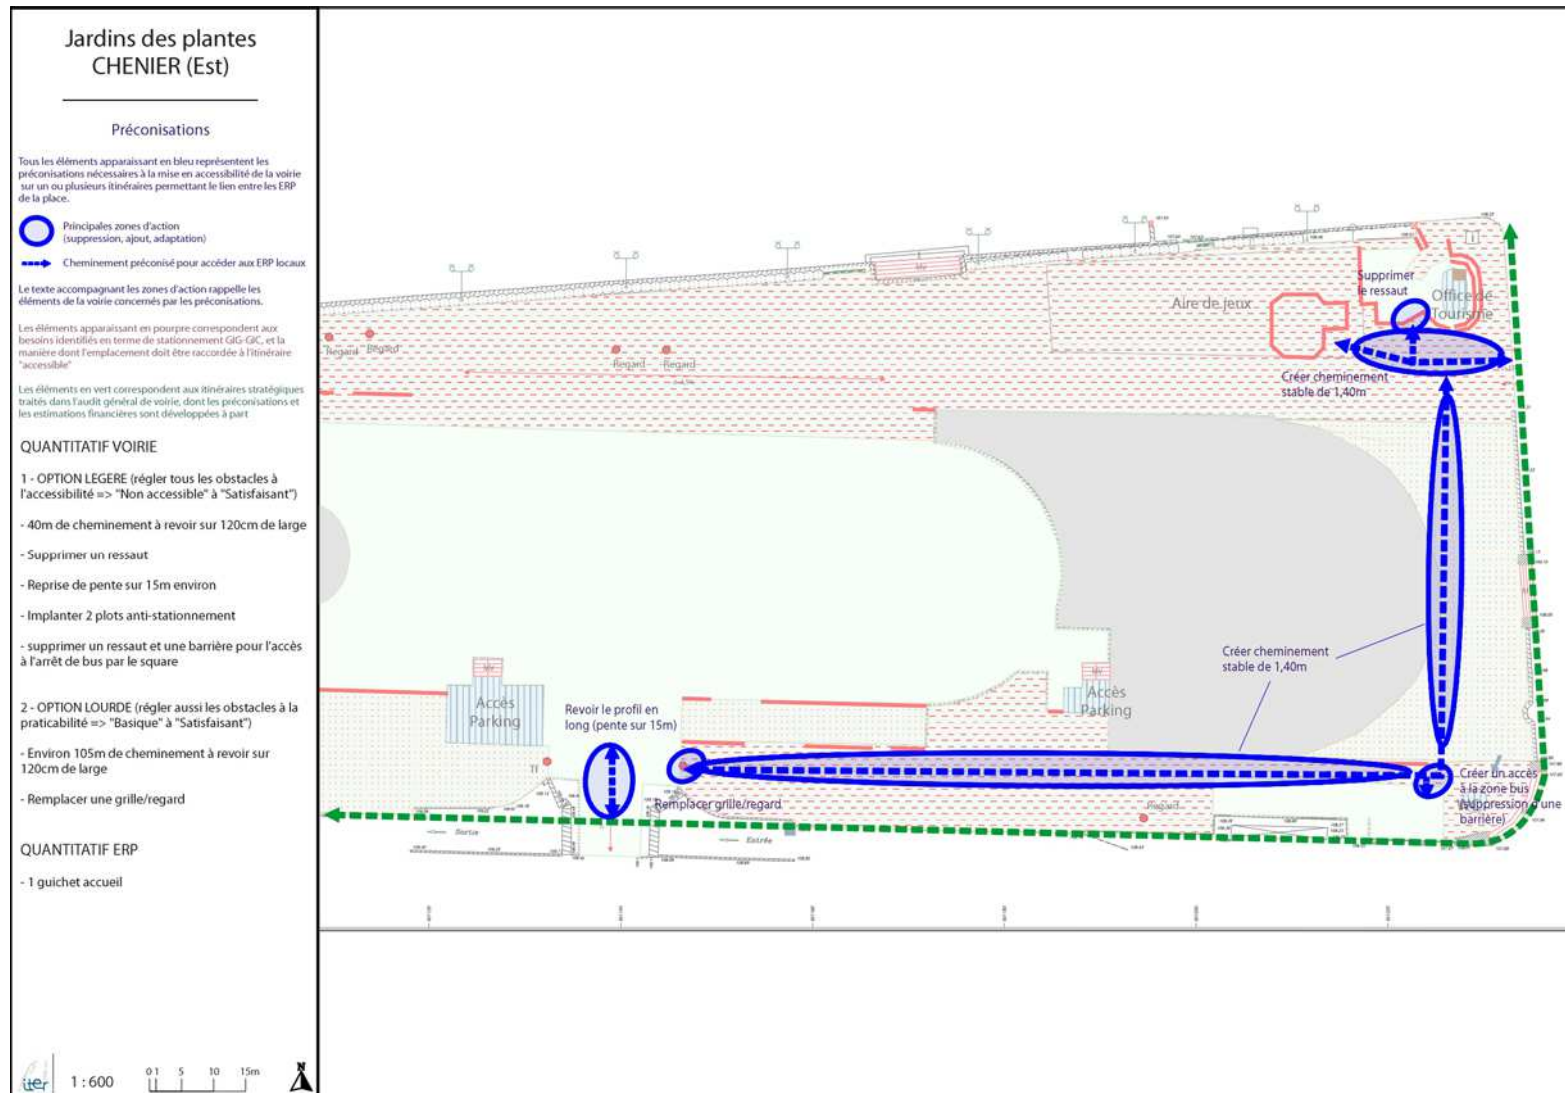 Jardins des plantes
CHENIER (Est)
Préconisations
Tous les éléments apparaissant en bleu représentent les
préconisations nécessaires à la mise en accessibilité de la voirie
sur un ou plusieurs itinéraires permettant le lien entre les ERP
de la place.
Principales zones d'action
(suppression, ajout, adaptation)
Cheminement préconisé pour accéder aux ERP locaux
Le texte accompagnant les zones d'action rappelle les
éléments de la voirie concernés par les préconisations.
Les éléments apparaissant en pourpre correspondent aux
besoins identifiés en terme de stationnement GIG-GIC, et la
manière dont l'emplacement doit être raccordée à l'itinéraire
"accessible"
Les éléments en vert correspondent aux itinéraires stratégiques
traités dans l'audit général de voirie, dont les préconisations et
les estimations financières sont développées à part
QUANTITATIF VOIRIE
1 - OPTION LEGERE (régler tous les obstacles à
l'accessibilité => "Non accessible" à "Satisfaisant")
- 40m de cheminement à revoir sur 120cm de large
- Supprimer un ressaut
- Reprise de pente sur 15m environ
- Implanter 2 plots anti-stationnement
- supprimer un ressaut et une barrière pour l'accès
à l'arrêt de bus par le square
2 - OPTION LOURDE (régler aussi les obstacles à la
praticabilité => "Basique" à "Satisfaisant")
- Environ 105m de cheminement à revoir sur
120cm de large
- Remplacer une grille/regard
QUANTITATIF ERP
- 1 guichet accueil
iter
1 : 600
0 1 5 10 15m
N
Supprimer
le ressaut
Office de
Tourisme
i
Aire de jeux
Regard
Regard
Regard
Regard
Créer cheminement
stable de 1,40m
Créer cheminement
stable de 1,40m
Accès
Parking
Revoir le profil en
long (pente sur 15m)
Accès
Parking
Remplacer grille/regard
Regard
Créer un accès
à la zone bus
(suppression d'une
barrière)
Sortie
Entrée